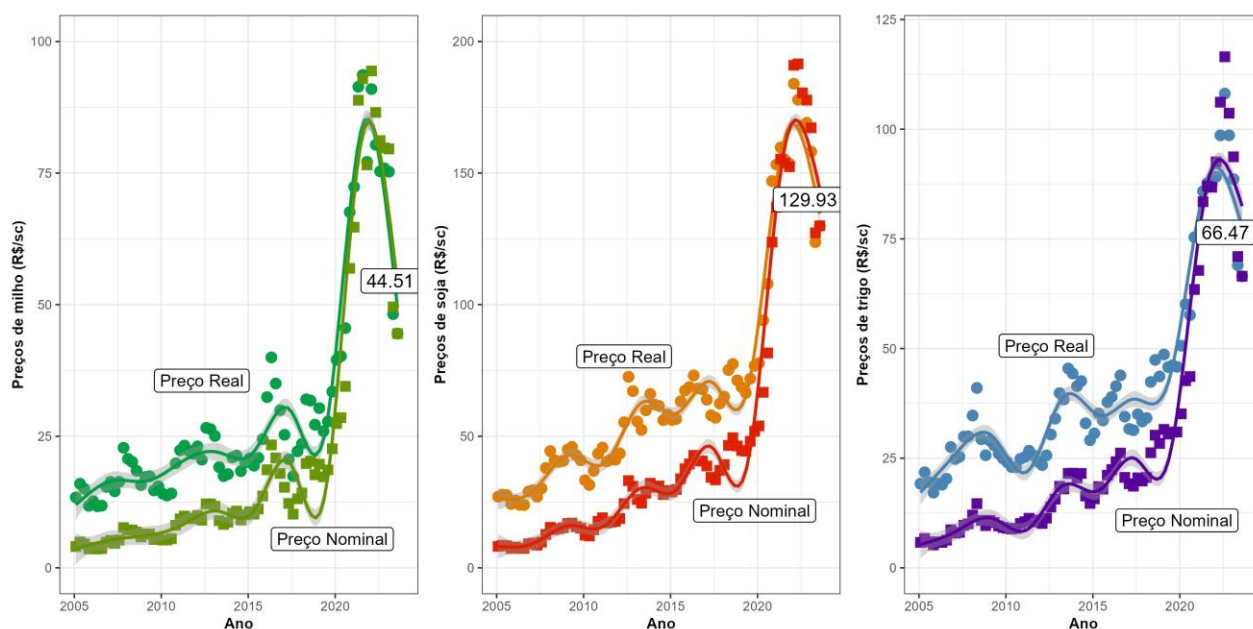 Preços de milho (R$/sc)
100
75
50
25
0
44.51
Preço Real
Preço Nominal
2005
2010
2015
2020
Ano
Preços de soja (R$/sc)
200
150
100
50
0
129.93
Preço Real
Preço Nominal
2005
2010
2015
2020
Ano
Preços de trigo (R$/sc)
125
100
75
50
25
0
66.47
Preço Real
Preço Nominal
2005
2010
2015
2020
Ano